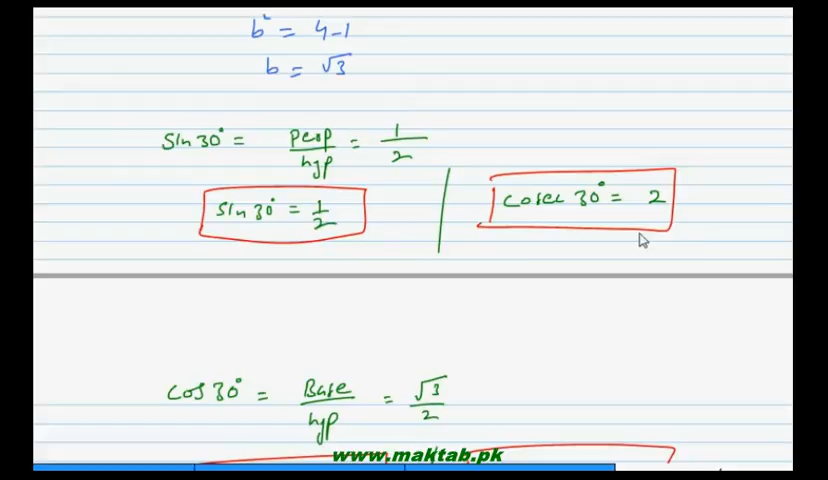 b² = 4-1
b = √3
Sin 30° = perp/hyp = 1/2
Sin 30° = 1/2
Cosec 30° = 2
Cos 30° = Base/hyp = √3/2
www.maktab.pk